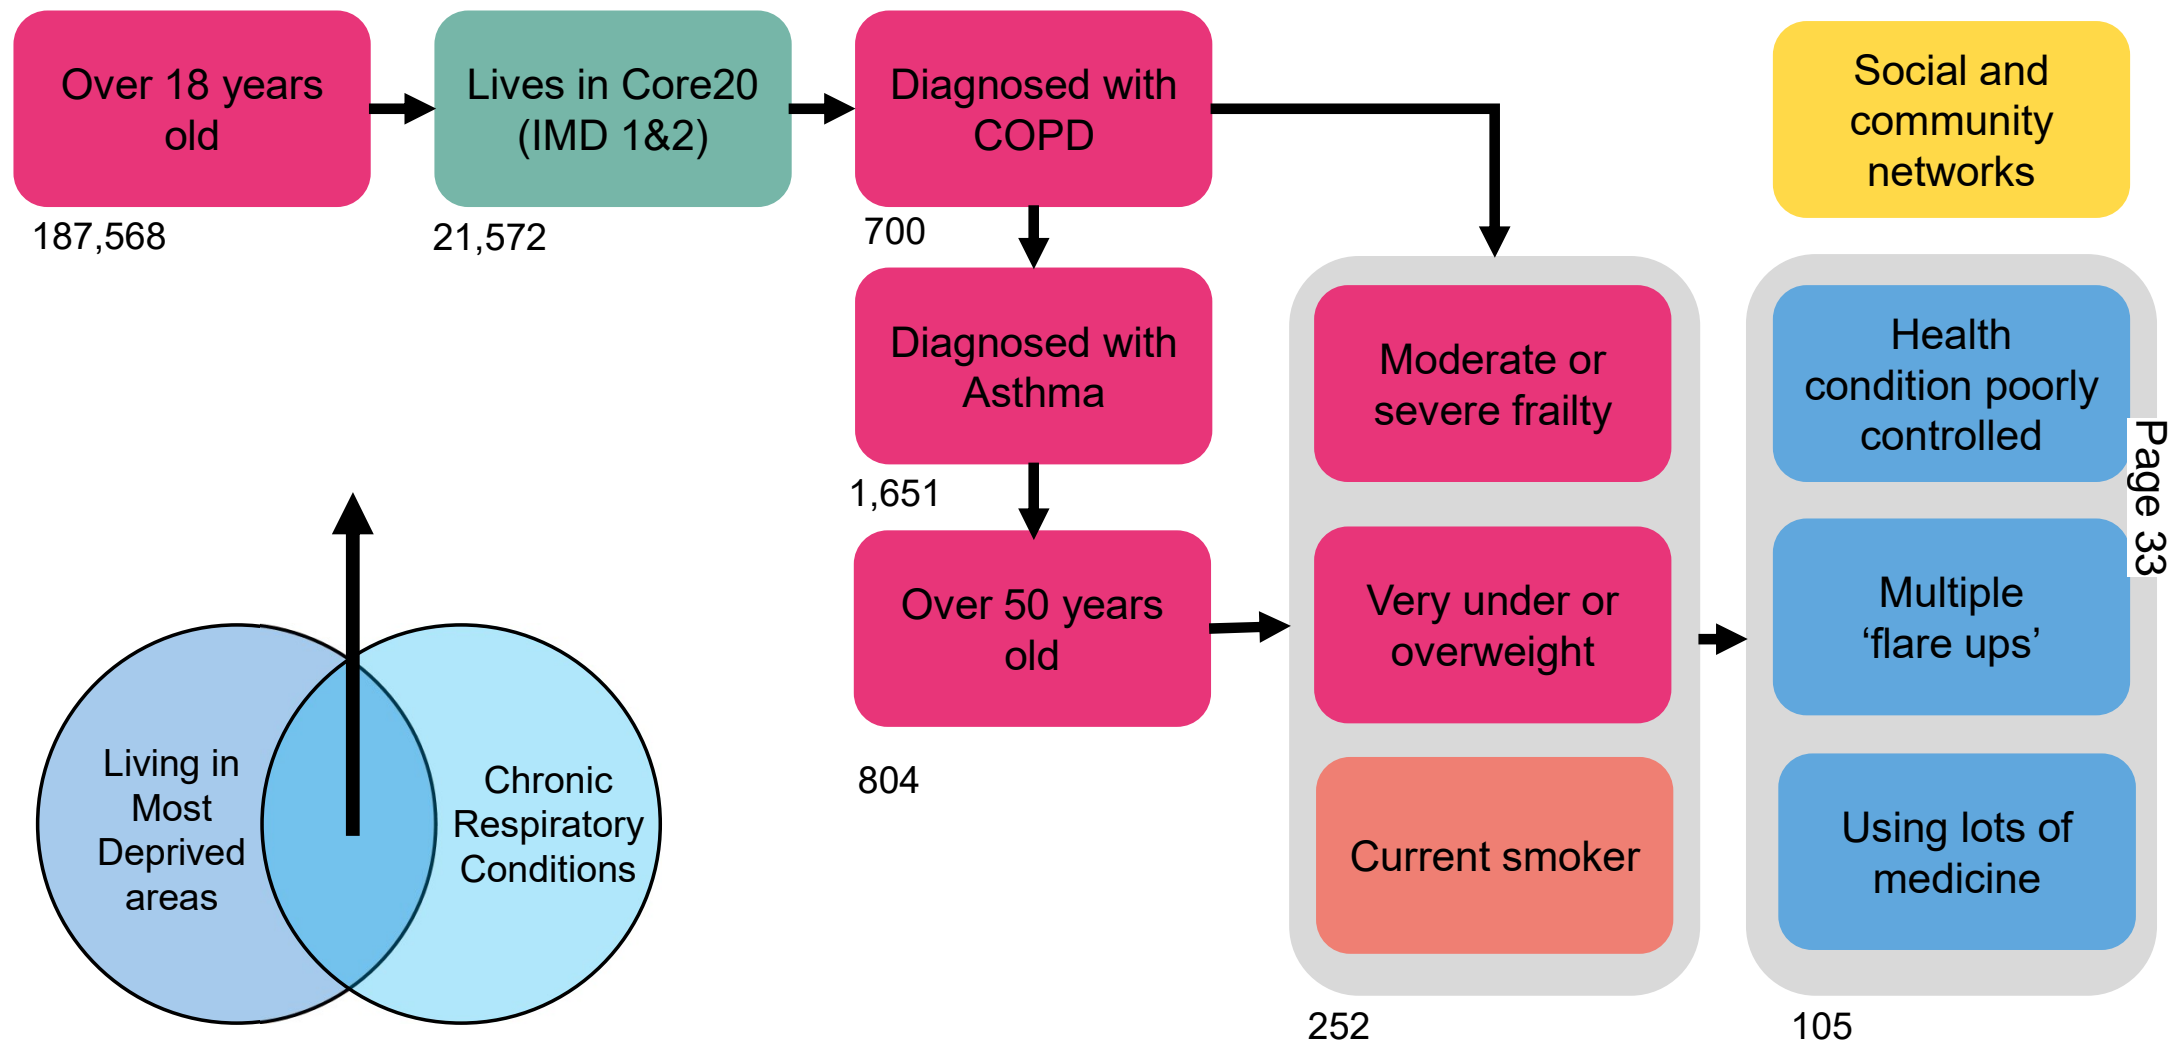 Over 18 years
old
187,568
Lives in Core20
(IMD 1&2)
21,572
Diagnosed with
COPD
700
Diagnosed with
Asthma
1,651
Over 50 years
old
804
Moderate or
severe frailty
Very under or
overweight
Current smoker
252
Social and
community
networks
Health
condition poorly
controlled
Multiple
‘flare ups’
Using lots of
medicine
105
Page 33
Living in
Most
Deprived
areas
Chronic
Respiratory
Conditions